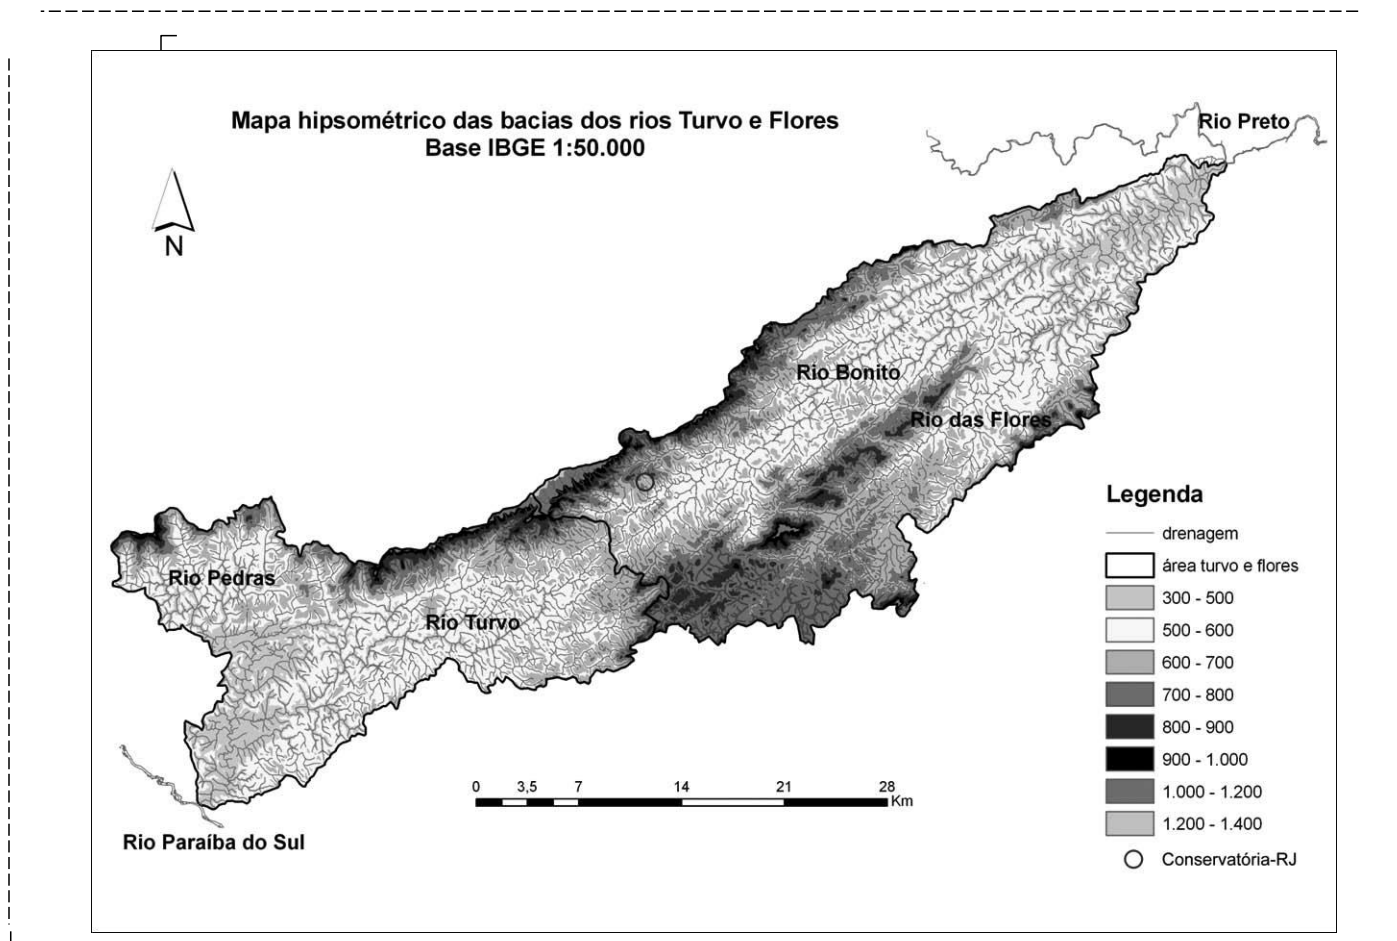 Mapa hipsométrico das bacias dos rios Turvo e Flores
Base IBGE 1:50.000
Rio Preto
N
Rio Bonito
Rio das Flores
Rio Pedras
Rio Turvo
Rio Paraíba do Sul
0 3,5 7 14 21 28
Km
Legenda
drenagem
área turvo e flores
300 - 500
500 - 600
600 - 700
700 - 800
800 - 900
900 - 1.000
1.000 - 1.200
1.200 - 1.400
Conservatória-RJ